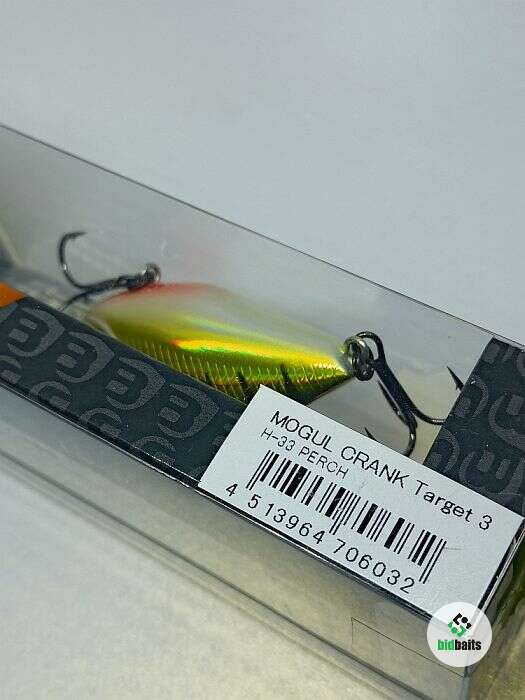 MOGUL CRANK Target 3
H-33 PERCH
4 513964 706032
bidbaits